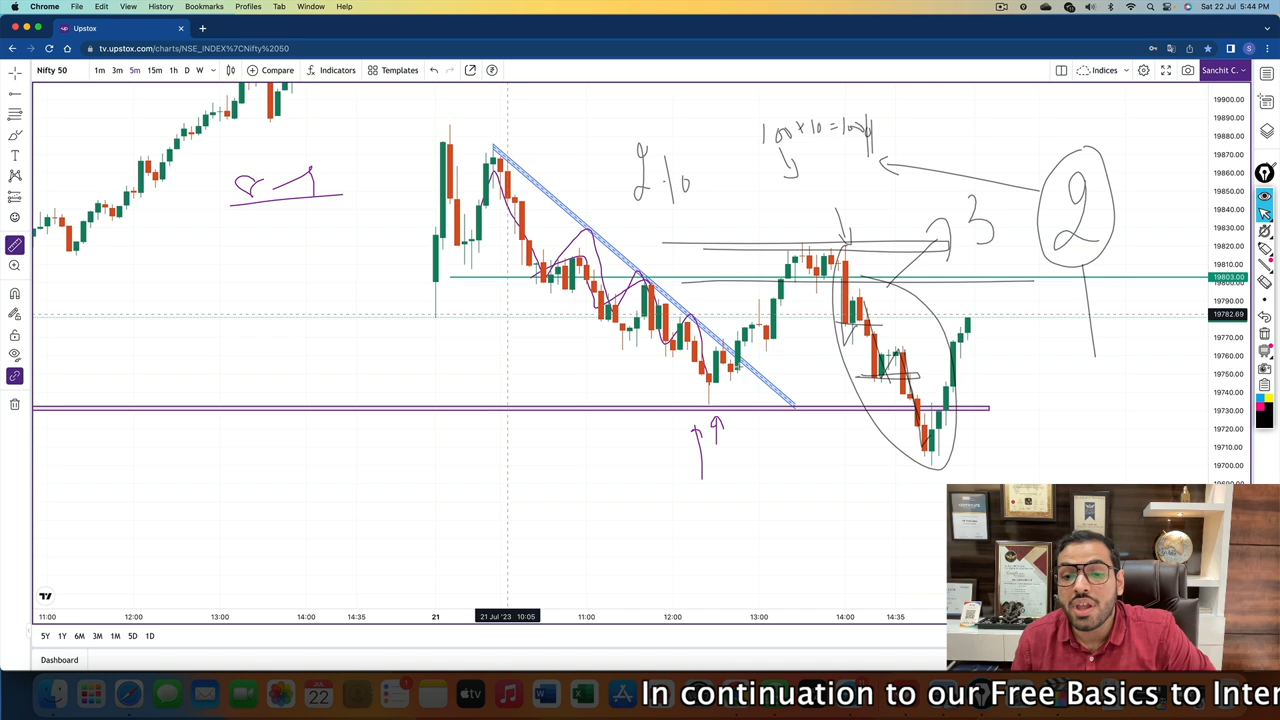 Chrome File Edit View History Bookmarks Profiles Tab Window Help
Sat 22 Jul 5:44 PM
Upstox
tv.upstox.com/charts/NSE_INDEX%7CNifty%2050
Nifty 50 1m 3m 5m 15m 1h D W Compare Indicators Templates Indices Sanchit C.
100 × 10 = 1000
2 %
2
3
19900.00
19890.00
19880.00
19870.00
19860.00
19850.00
19840.00
19830.00
19820.00
19810.00
19803.00
19800.00
19790.00
19782.69
19770.00
19760.00
19750.00
19740.00
19730.00
19720.00
19710.00
19700.00
11:00 12:00 13:00 14:00 14:35 21 21 Jul '23 10:05 11:00 12:00 13:00 14:00 14:35
5Y 1Y 6M 3M 1M 5D 1D
Dashboard
In continuation to our Free Basics to Inter